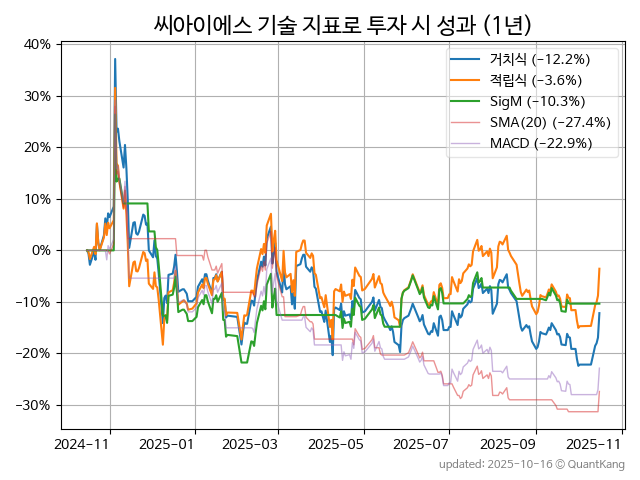 씨아이에스 기술 지표로 투자 시 성과 (1년)
40%
30%
20%
10%
0%
−10%
−20%
−30%
거치식 (−12.2%)
적립식 (−3.6%)
SigM (−10.3%)
SMA(20) (−27.4%)
MACD (−22.9%)
2024-11 2025-01 2025-03 2025-05 2025-07 2025-09 2025-11
updated: 2025-10-16 ⓒ QuantKang